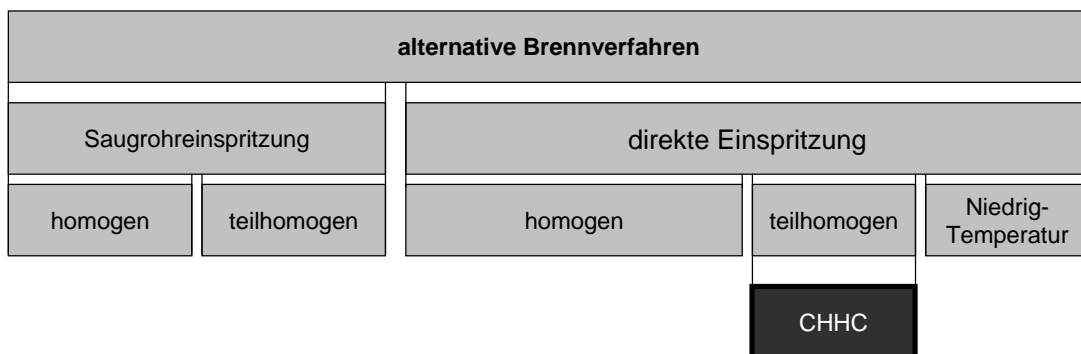 alternative Brennverfahren
Saugrohreinspritzung
direkte Einspritzung
homogen
teilhomogen
homogen
teilhomogen
Niedrig-
Temperatur
CHHC